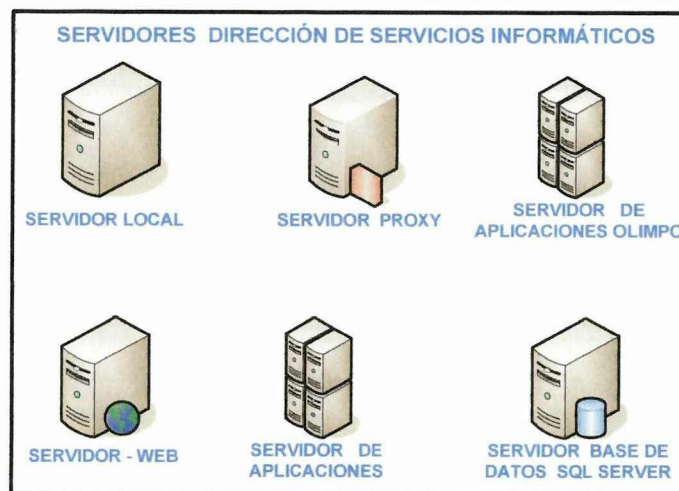 SERVIDORES DIRECCIÓN DE SERVICIOS INFORMÁTICOS
SERVIDOR LOCAL
SERVIDOR PROXY
SERVIDOR DE
APLICACIONES OLIMPO
SERVIDOR - WEB
SERVIDOR DE
APLICACIONES
SERVIDOR BASE DE
DATOS SQL SERVER